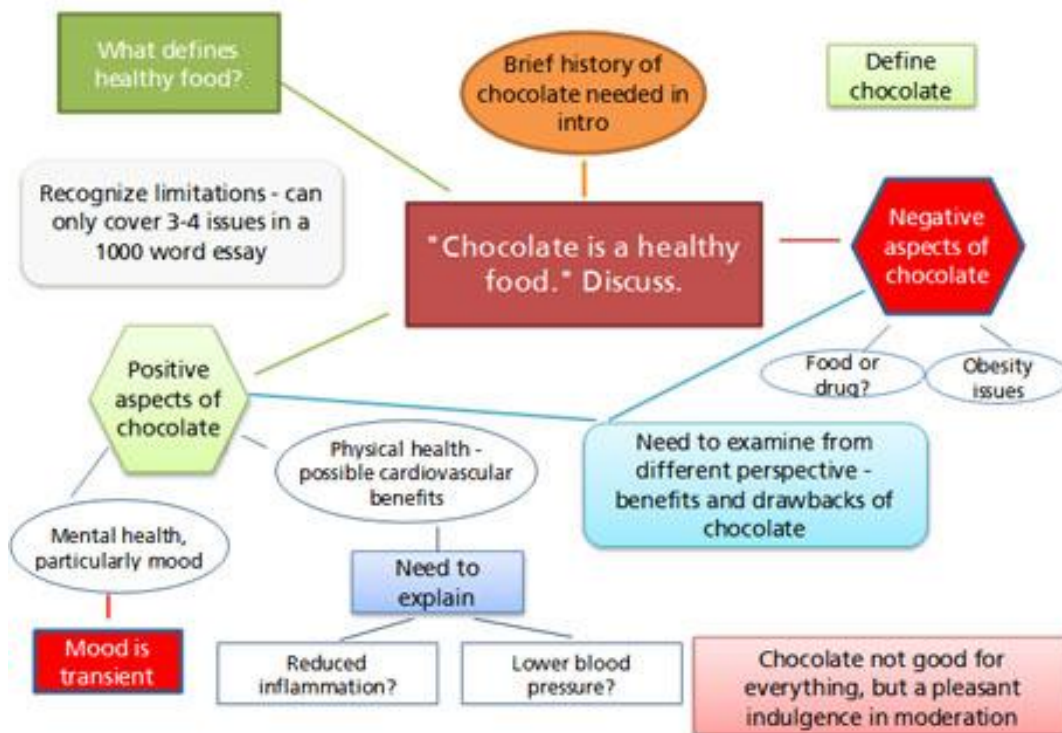 What defines
healthy food?
Brief history of
chocolate needed in
intro
Define
chocolate
Recognize limitations - can
only cover 3-4 issues in a
1000 word essay
"Chocolate is a healthy
food." Discuss.
Negative
aspects of
chocolate
Food or
drug?
Obesity
issues
Positive
aspects of
chocolate
Physical health -
possible cardiovascular
benefits
Need to examine from
different perspective -
benefits and drawbacks of
chocolate
Mental health,
particularly mood
Need to
explain
Mood is
transient
Reduced
inflammation?
Lower blood
pressure?
Chocolate not good for
everything, but a pleasant
indulgence in moderation